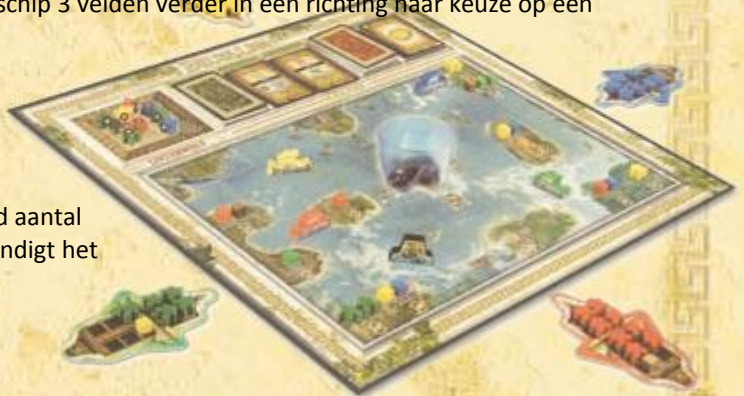 schip 3 velden verder in een richting naar keuze op een
d aantal
ndigt het